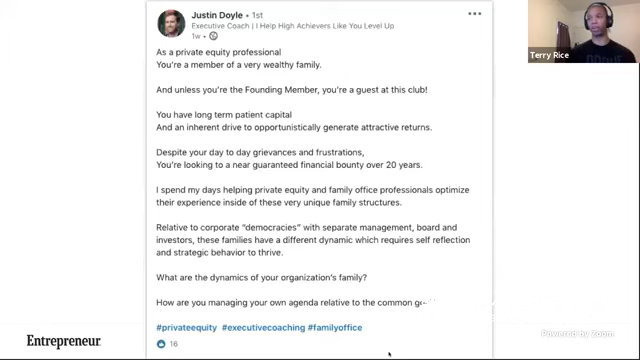 Justin Doyle • 1st
Executive Coach | I Help High Achievers Like You Level Up
1w •
As a private equity professional
You're a member of a very wealthy family.
And unless you're the Founding Member, you're a guest at this club!
You have long term patient capital
And an inherent drive to opportunistically generate attractive returns.
Despite your day to day grievances and frustrations,
You're looking to a near guaranteed financial bounty over 20 years.
I spend my days helping private equity and family office professionals optimize
their experience inside of these very unique family structures.
Relative to corporate “democracies” with separate management, board and
investors, these families have a different dynamic which requires self reflection
and strategic behavior to thrive.
What are the dynamics of your organization's family?
How are you managing your own agenda relative to the common
#privateequity #executivecoaching #familyoffice
16
Terry Rice
Entrepreneur
Powered by Zoom